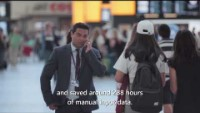 and saved around 288 hours
of manual input data.